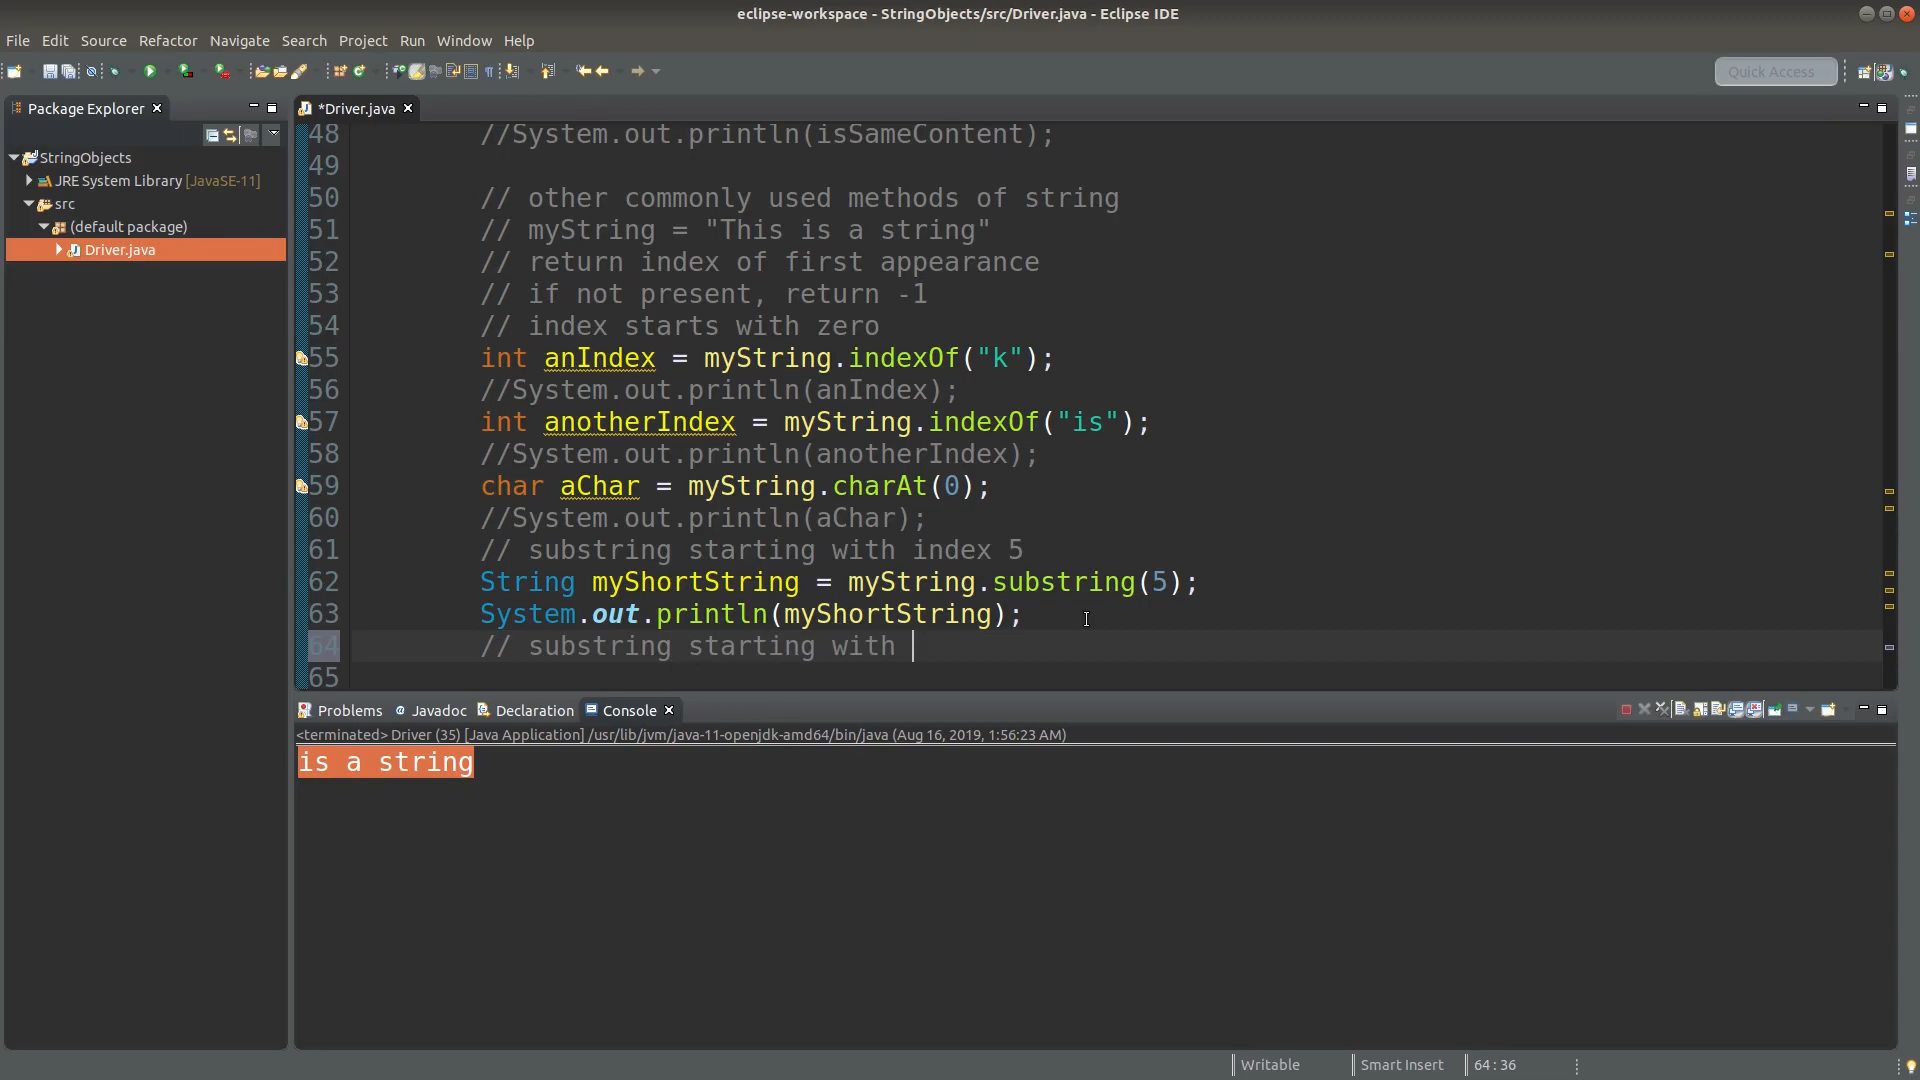 eclipse-workspace - StringObjects/src/Driver.java - Eclipse IDE
File Edit Source Refactor Navigate Search Project Run Window Help
Quick Access
Package Explorer
*Driver.java
StringObjects
JRE System Library [JavaSE-11]
src
(default package)
Driver.java
48 //System.out.println(isSameContent);
49
50 // other commonly used methods of string
51 // myString = "This is a string"
52 // return index of first appearance
53 // if not present, return -1
54 // index starts with zero
55 int anIndex = myString.indexOf("k");
56 //System.out.println(anIndex);
57 int anotherIndex = myString.indexOf("is");
58 //System.out.println(anotherIndex);
59 char aChar = myString.charAt(0);
60 //System.out.println(aChar);
61 // substring starting with index 5
62 String myShortString = myString.substring(5);
63 System.out.println(myShortString);
64 // substring starting with
65
Problems Javadoc Declaration Console
<terminated> Driver (35) [Java Application] /usr/lib/jvm/java-11-openjdk-amd64/bin/java (Aug 16, 2019, 1:56:23 AM)
is a string
Writable Smart Insert 64 : 36